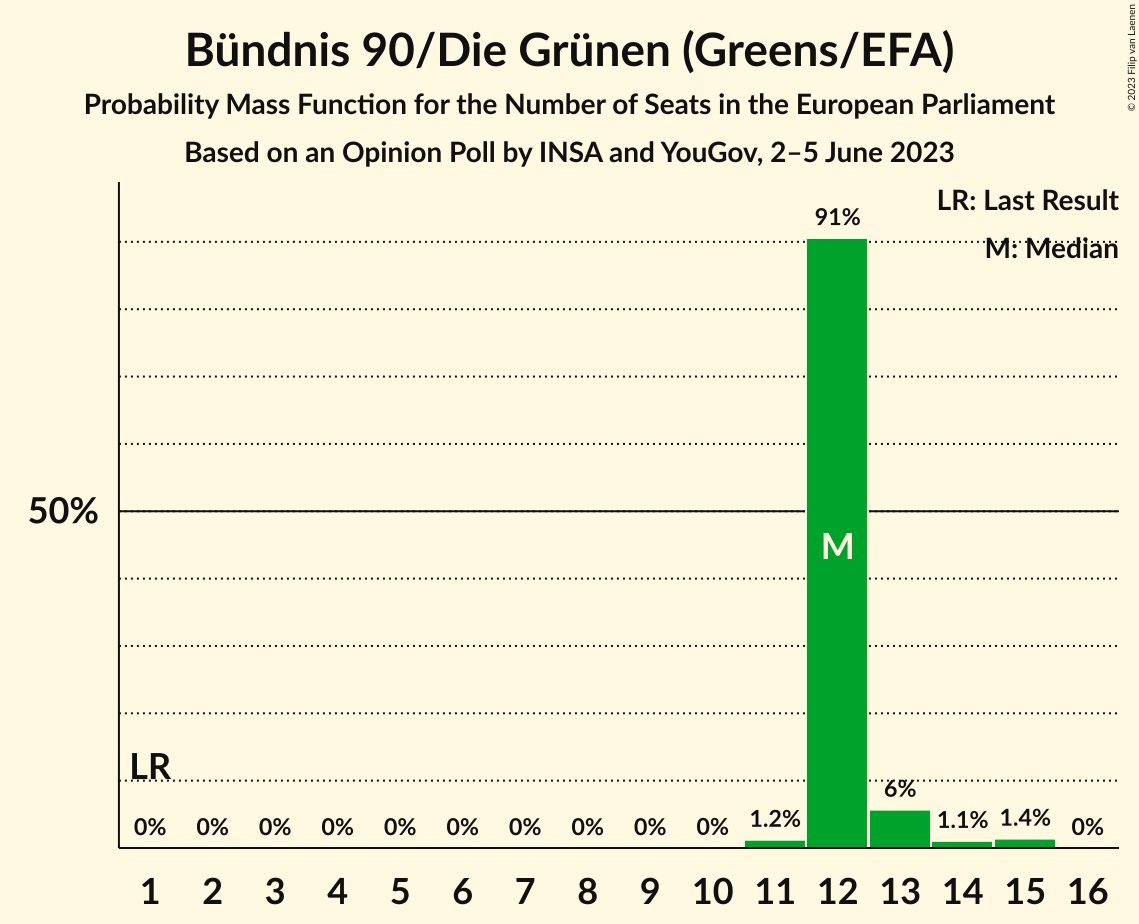 Bündnis 90/Die Grünen (Greens/EFA)
Probability Mass Function for the Number of Seats in the European Parliament
Based on an Opinion Poll by INSA and YouGov, 2–5 June 2023
© 2023 Filip van Laenen
LR: Last Result
M: Median
91%
50%
M
LR
0% 0% 0% 0% 0% 0% 0% 0% 0% 0% 1.2% 6% 1.1% 1.4% 0%
1 2 3 4 5 6 7 8 9 10 11 12 13 14 15 16